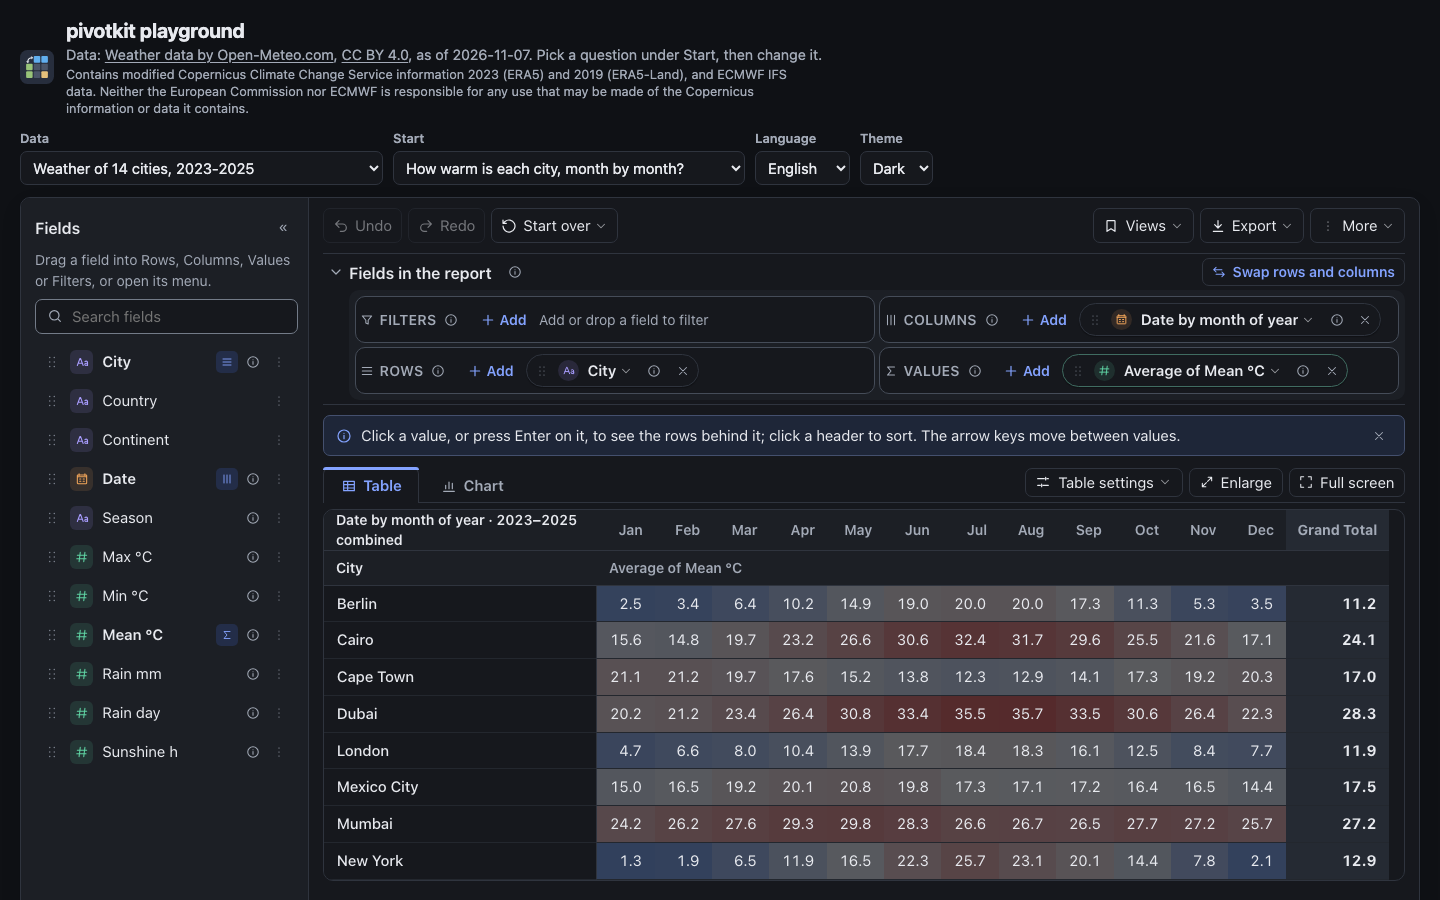 pivotkit playground
Data: Weather data by Open-Meteo.com, CC BY 4.0, as of 2026-11-07. Pick a question under Start, then change it.
Contains modified Copernicus Climate Change Service information 2023 (ERA5) and 2019 (ERA5-Land), and ECMWF IFS
data. Neither the European Commission nor ECMWF is responsible for any use that may be made of the Copernicus
information or data it contains.
Data Start Language Theme
Weather of 14 cities, 2023-2025 How warm is each city, month by month? English Dark
Fields «
Drag a field into Rows, Columns, Values
or Filters, or open its menu.
Search fields
Aa City
Aa Country
Aa Continent
Date
Aa Season
# Max °C
# Min °C
# Mean °C Σ
# Rain mm
# Rain day
# Sunshine h
Undo Redo Start over Views Export More
Fields in the report Swap rows and columns
FILTERS + Add Add or drop a field to filter
COLUMNS + Add Date by month of year
ROWS + Add Aa City
Σ VALUES + Add # Average of Mean °C
Click a value, or press Enter on it, to see the rows behind it; click a header to sort. The arrow keys move between values.
Table Chart Table settings Enlarge Full screen
Date by month of year · 2023–2025
combined
Jan Feb Mar Apr May Jun Jul Aug Sep Oct Nov Dec Grand Total
City Average of Mean °C
Berlin 2.5 3.4 6.4 10.2 14.9 19.0 20.0 20.0 17.3 11.3 5.3 3.5 11.2
Cairo 15.6 14.8 19.7 23.2 26.6 30.6 32.4 31.7 29.6 25.5 21.6 17.1 24.1
Cape Town 21.1 21.2 19.7 17.6 15.2 13.8 12.3 12.9 14.1 17.3 19.2 20.3 17.0
Dubai 20.2 21.2 23.4 26.4 30.8 33.4 35.5 35.7 33.5 30.6 26.4 22.3 28.3
London 4.7 6.6 8.0 10.4 13.9 17.7 18.4 18.3 16.1 12.5 8.4 7.7 11.9
Mexico City 15.0 16.5 19.2 20.1 20.8 19.8 17.3 17.1 17.2 16.4 16.5 14.4 17.5
Mumbai 24.2 26.2 27.6 29.3 29.8 28.3 26.6 26.7 26.5 27.7 27.2 25.7 27.2
New York 1.3 1.9 6.5 11.9 16.5 22.3 25.7 23.1 20.1 14.4 7.8 2.1 12.9